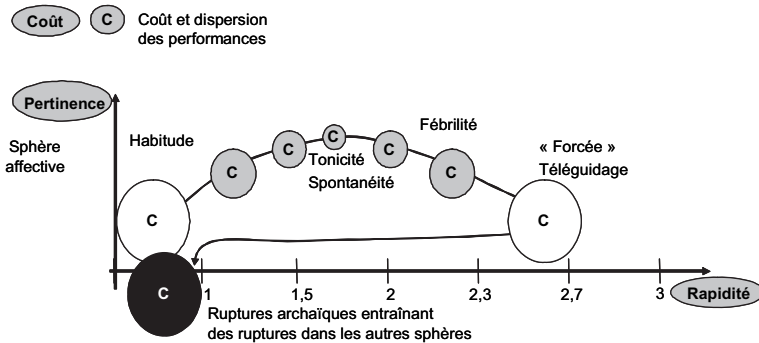 Coût
C
Coût et dispersion
des performances
Pertinence
Sphère
affective
Habitude
Fébrilité
« Forcée »
Téléguidage
C
C
C
C
C
Tonicité
Spontanéité
C
C
C
1
1,5
2
2,3
2,7
3
Rapidité
Ruptures archaïques entraînant
des ruptures dans les autres sphères